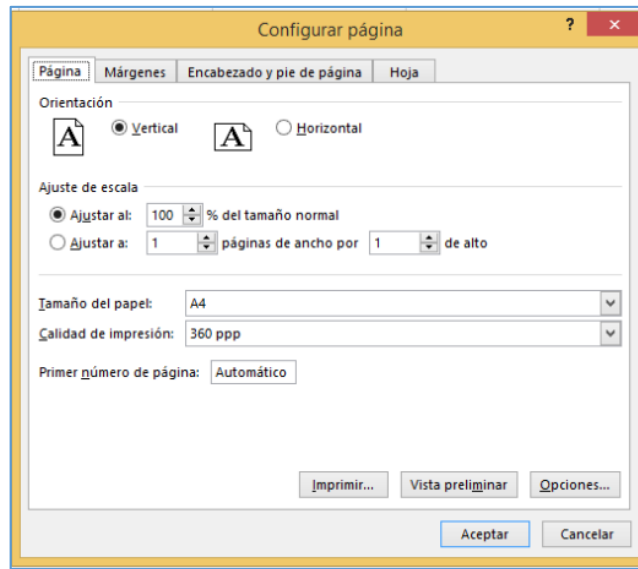 Configurar página ? ×
Página Márgenes Encabezado y pie de página Hoja
Orientación
A Vertical A Horizontal
Ajuste de escala
Ajustar al: 100 % del tamaño normal
Ajustar a: 1 páginas de ancho por 1 de alto
Tamaño del papel: A4
Calidad de impresión: 360 ppp
Primer número de página: Automático
Imprimir... Vista preliminar Opciones...
Aceptar Cancelar